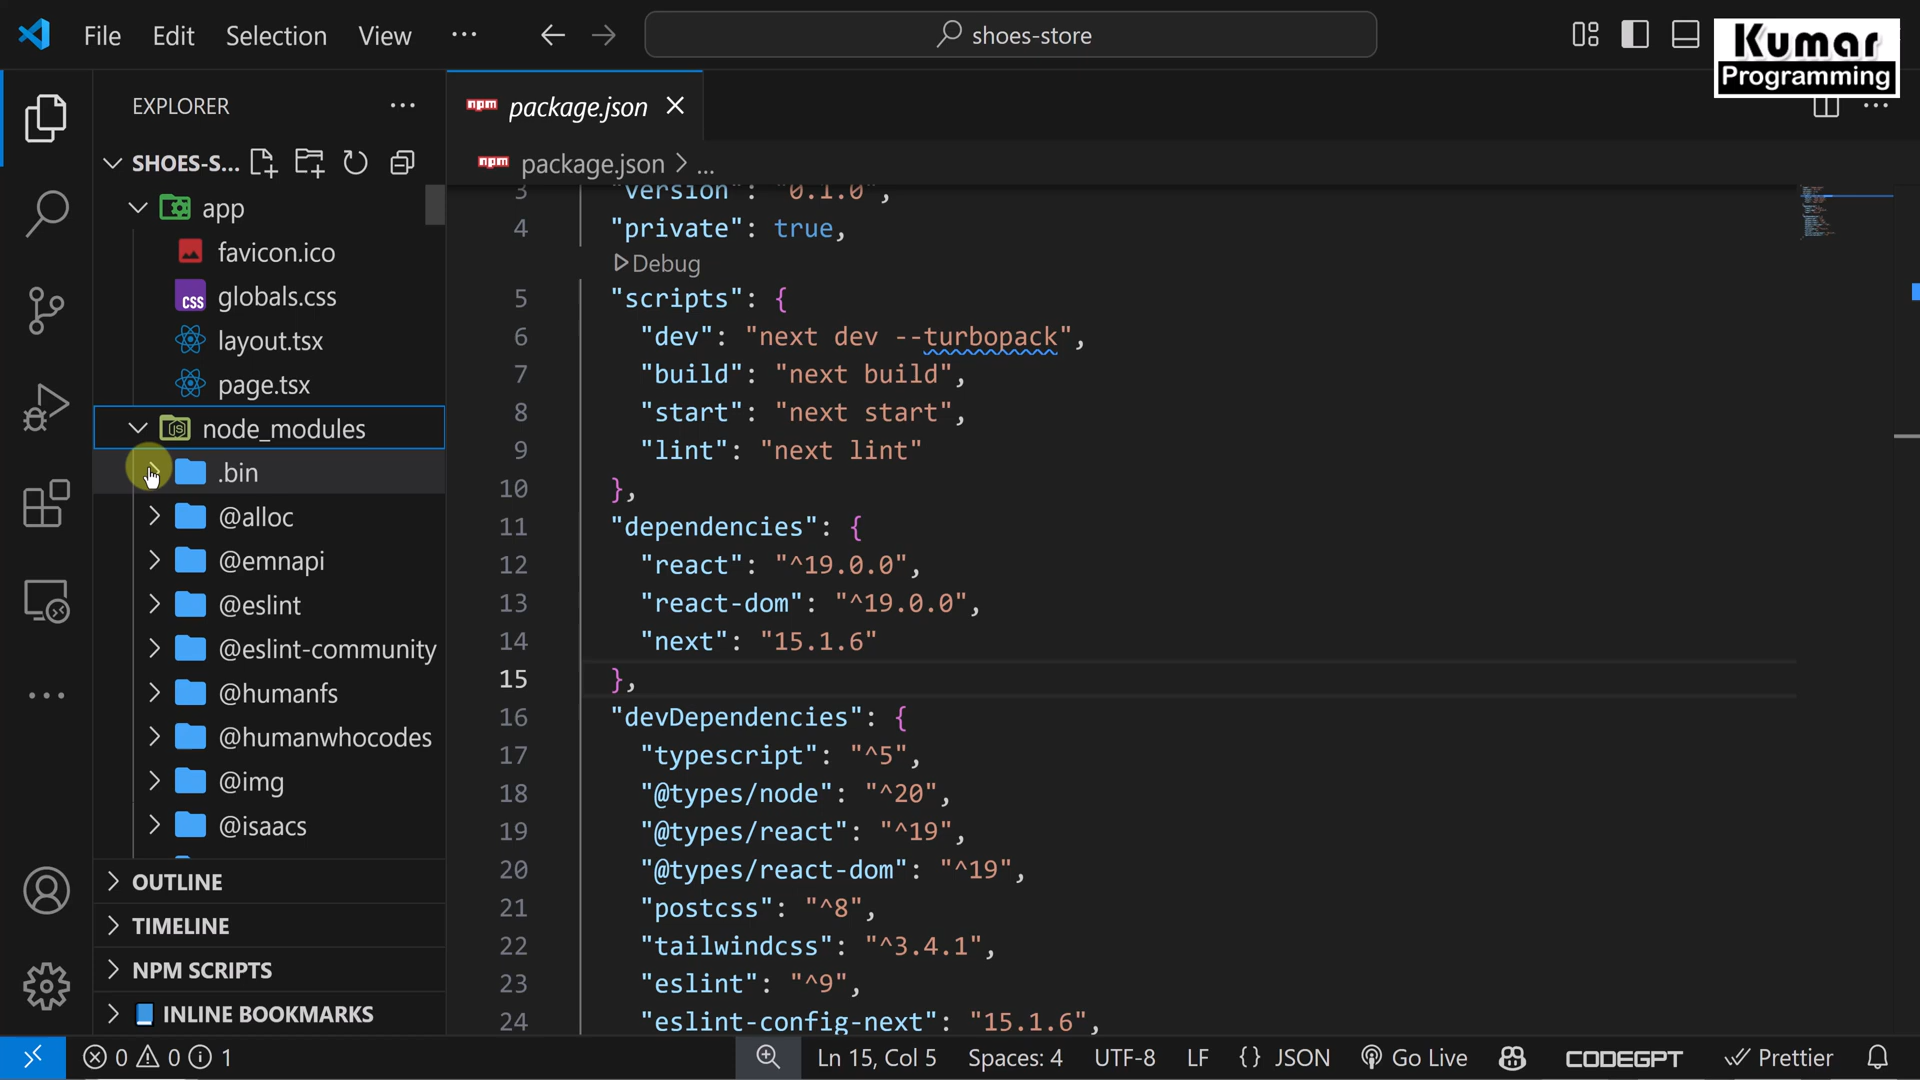 File Edit Selection View ··· shoes-store
Kumar
Programming
EXPLORER ···
SHOES-S...
app
favicon.ico
globals.css
layout.tsx
page.tsx
node_modules
.bin
@alloc
@emnapi
@eslint
@eslint-community
@humanfs
@humanwhocodes
@img
@isaacs
OUTLINE
TIMELINE
NPM SCRIPTS
INLINE BOOKMARKS
npm package.json
npm package.json > ...
3 "version": "0.1.0",
4 "private": true,
Debug
5 "scripts": {
6 "dev": "next dev --turbopack",
7 "build": "next build",
8 "start": "next start",
9 "lint": "next lint"
10 },
11 "dependencies": {
12 "react": "^19.0.0",
13 "react-dom": "^19.0.0",
14 "next": "15.1.6"
15 },
16 "devDependencies": {
17 "typescript": "^5",
18 "@types/node": "^20",
19 "@types/react": "^19",
20 "@types/react-dom": "^19",
21 "postcss": "^8",
22 "tailwindcss": "^3.4.1",
23 "eslint": "^9",
24 "eslint-config-next": "15.1.6",
0 0 1 Ln 15, Col 5 Spaces: 4 UTF-8 LF {} JSON Go Live CODEGPT Prettier